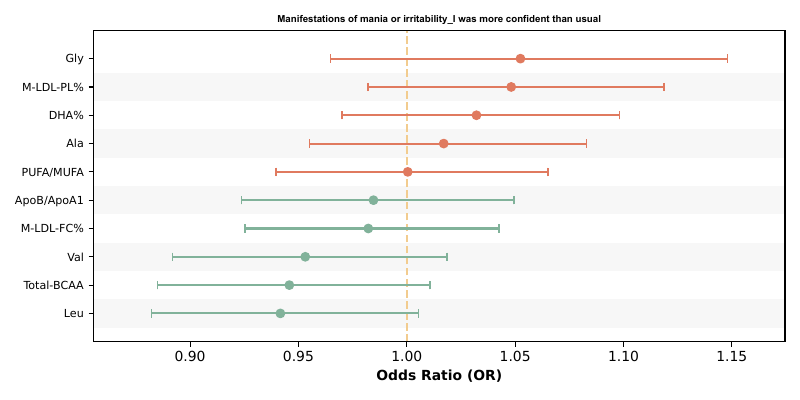 Manifestations of mania or irritability_I was more confident than usual
Gly
M-LDL-PL%
DHA%
Ala
PUFA/MUFA
ApoB/ApoA1
M-LDL-FC%
Val
Total-BCAA
Leu
0.90 0.95 1.00 1.05 1.10 1.15
Odds Ratio (OR)